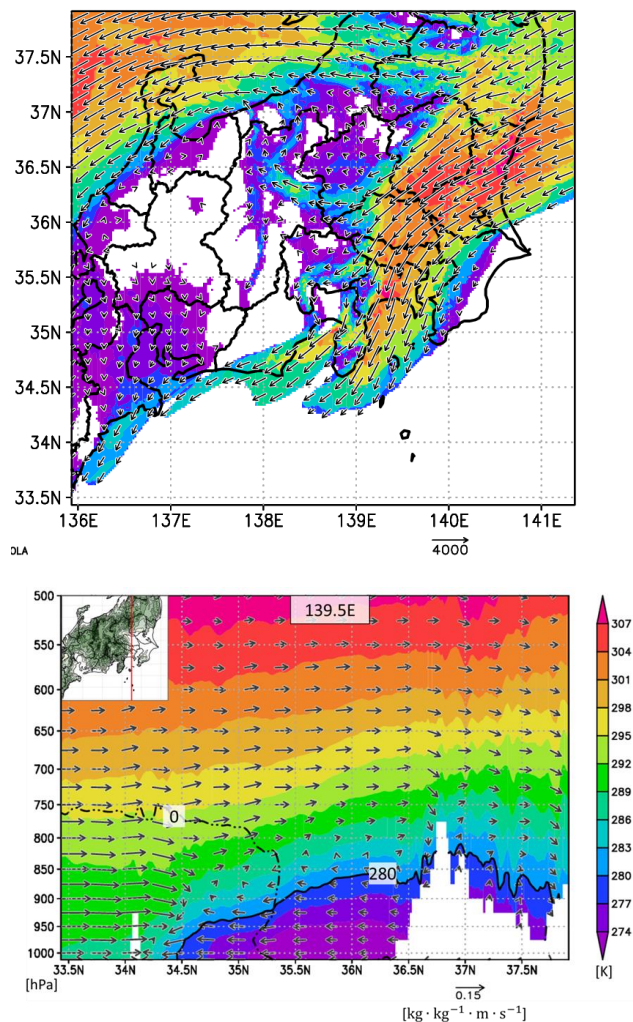 37.5N
37N
36.5N
36N
35.5N
35N
34.5N
34N
33.5N
136E 137E 138E 139E 140E 141E
OLA
4000
139.5E
500
550
600
650
700
750
800
850
900
950
1000
0
280
307
304
301
298
295
292
289
286
283
280
277
274
33.5N 34N 34.5N 35N 35.5N 36N 36.5N 37N 37.5N
[hPa]
[K]
0.15
[kg · kg⁻¹ · m · s⁻¹]